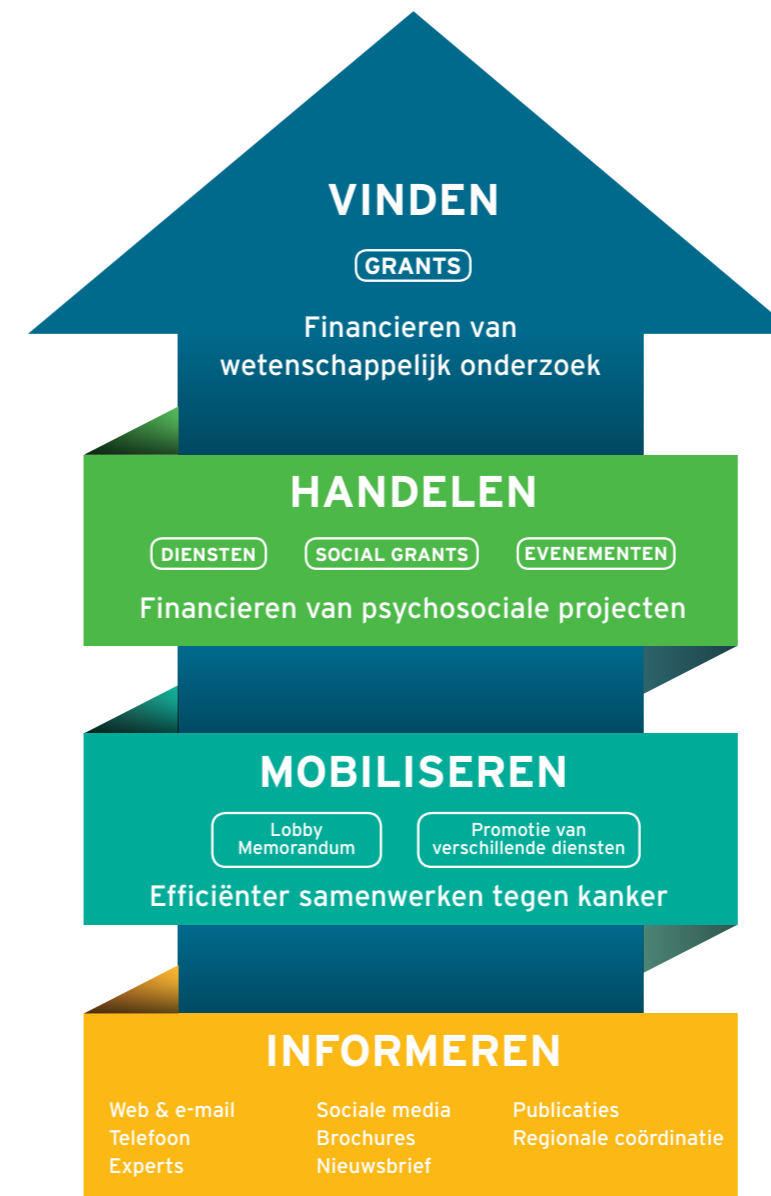 VINDEN
GRANTS
Financieren van
wetenschappelijk onderzoek
HANDELEN
DIENSTEN
SOCIAL GRANTS
EVENEMENTEN
Financieren van psychosociale projecten
MOBILISEREN
Lobby
Memorandum
Promotie van
verschillende diensten
Efficiënter samenwerken tegen kanker
INFORMEREN
Web & e-mail
Telefoon
Experts
Sociale media
Brochures
Nieuwsbrief
Publicaties
Regionale coördinatie